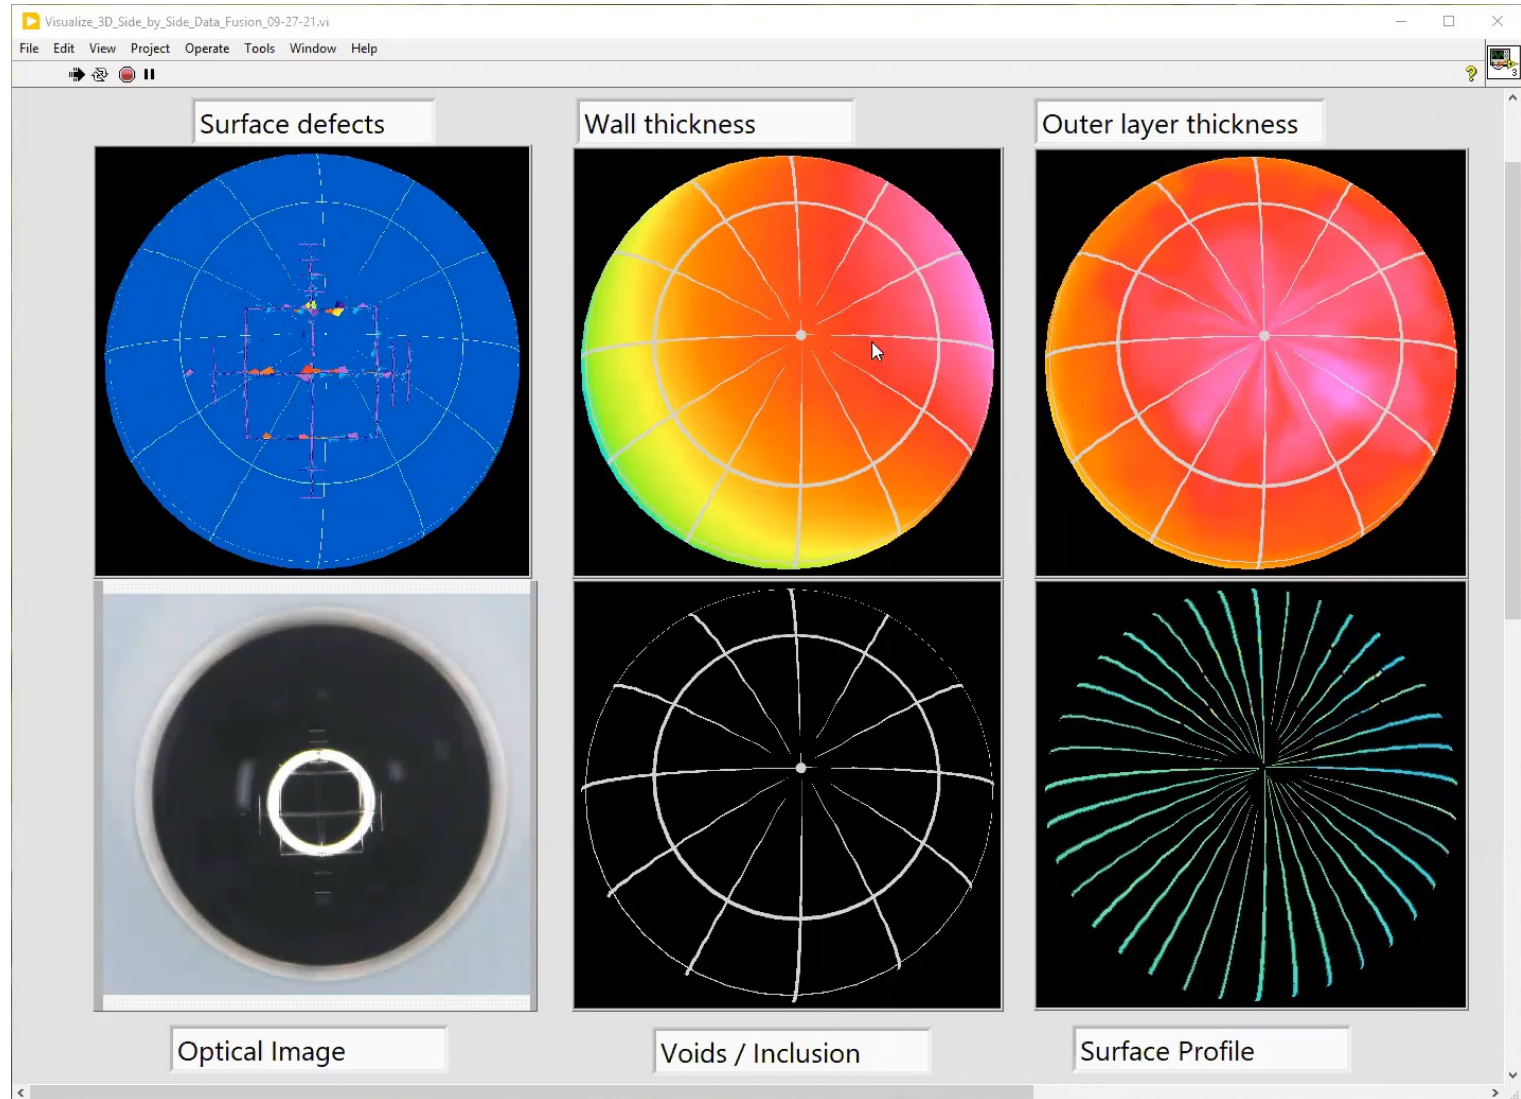 Visualize_3D_Side_by_Side_Data_Fusion_09-27-21.vi
File Edit View Project Operate Tools Window Help
3
Surface defects
Wall thickness
Outer layer thickness
Optical Image
Voids / Inclusion
Surface Profile